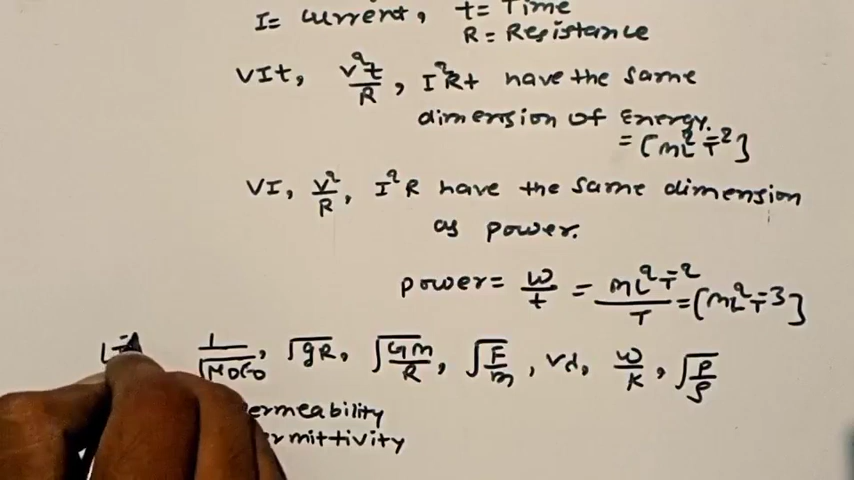 I = current, t = Time
R = Resistance
VIt, V²t/R, I²Rt have the same
dimension of Energy.
= [ML²T⁻²]
VI, V²/R, I²R have the same dimension
as power.
power = W/t = ML²T⁻²/T = [ML²T⁻³]
1/√μ0ε0, √gR, √GM/R, √F/m, νλ, ω/k, √P/ρ
ermeability
rmittivity